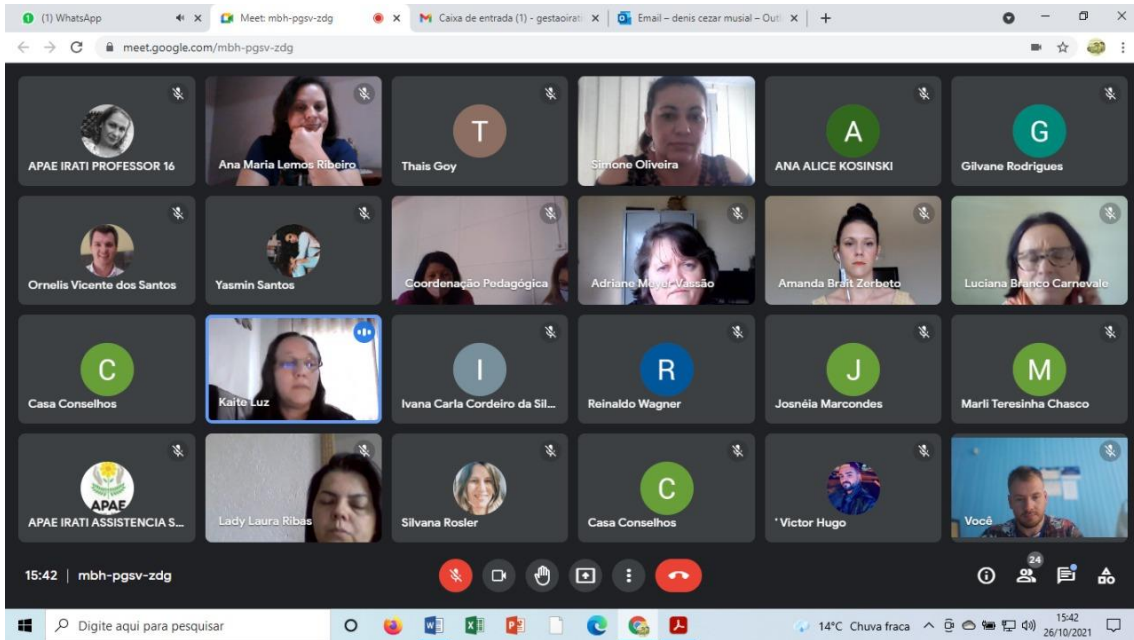 (1) WhatsApp
Meet: mbh-pgsv-zdg
Caixa de entrada (1) - gestaoirati
Email – denis cezar musial – Out
meet.google.com/mbh-pgsv-zdg
APAE IRATI PROFESSOR 16
Ana Maria Lemos Ribeiro
T
Thais Goy
Simone Oliveira
A
ANA ALICE KOSINSKI
G
Gilvane Rodrigues
Ornelis Vicente dos Santos
Yasmin Santos
Coordenação Pedagógica
Adriane Meyer Vassão
Amanda Brait Zerbeto
Luciana Branco Carnevale
C
Casa Conselhos
Kaite Luz
I
Ivana Carla Cordeiro da Sil...
R
Reinaldo Wagner
J
Josnéia Marcondes
M
Marli Teresinha Chasco
APAE
APAE IRATI ASSISTENCIA S...
Lady Laura Ribas
Silvana Rosler
C
Casa Conselhos
' Victor Hugo
Você
15:42 | mbh-pgsv-zdg
24
Digite aqui para pesquisar
14°C Chuva fraca
15:42
26/10/2021